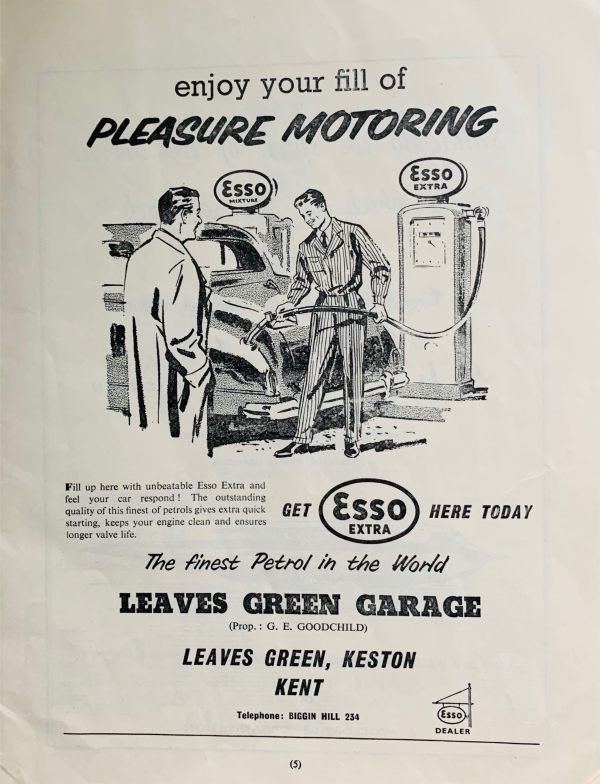 enjoy your fill of
PLEASURE MOTORING
Esso
MIXTURE
Esso
EXTRA
Fill up here with unbeatable Esso Extra and
feel your car respond! The outstanding
quality of this finest of petrols gives extra quick
starting, keeps your engine clean and ensures
longer valve life.
GET Esso EXTRA HERE TODAY
The finest Petrol in the World
LEAVES GREEN GARAGE
(Prop.: G. E. GOODCHILD)
LEAVES GREEN, KESTON
KENT
Telephone: BIGGIN HILL 234
Esso
DEALER
(5)